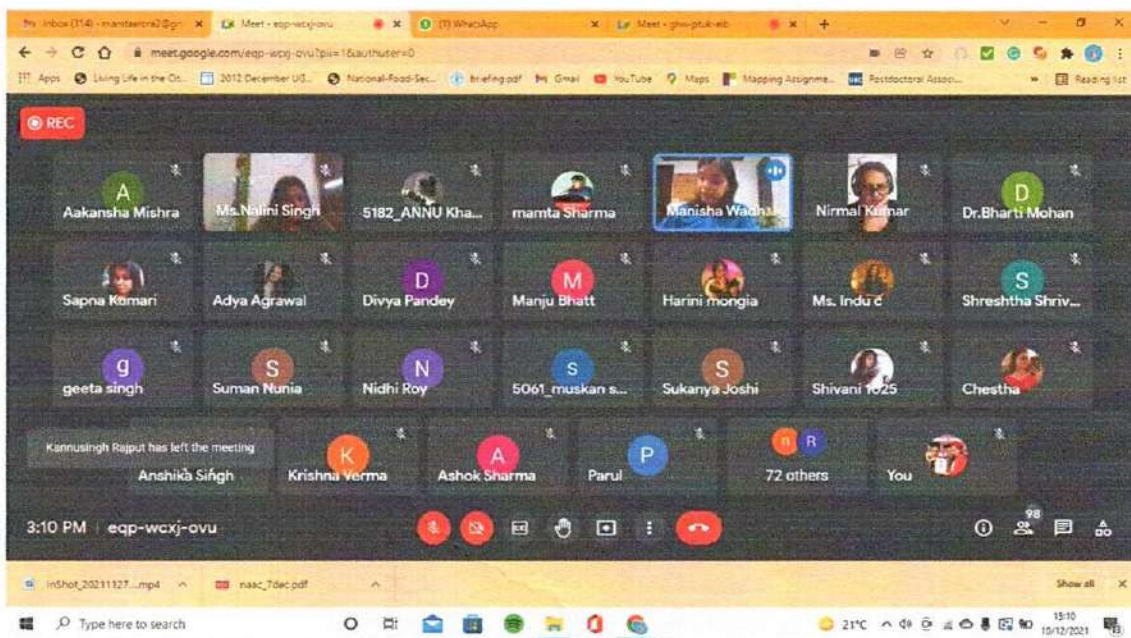 Inbox (114) - mamtaarora2@gm
Meet - eqp-wcxj-ovu
(1) WhatsApp
Meet - ghw-ptuk-eib
meet.google.com/eqp-wcxj-ovu?pli=1&authuser=0
Apps
Living Life in the Oc...
2012 December UG...
National-Food-Sec...
briefing.pdf
Gmail
YouTube
Maps
Mapping Assignme...
Postdoctoral Associ...
Reading list
REC
A
Aakansha Mishra
Ms.Nalini Singh
5182_ANNU Kha...
mamta Sharma
Manisha Wadh
Nirmal Kumar
D
Dr.Bharti Mohan
Sapna Kumari
Adya Agrawal
D
Divya Pandey
M
Manju Bhatt
Harini mongia
Ms. Indu c
S
Shreshtha Shriv...
g
geeta singh
S
Suman Nunia
N
Nidhi Roy
S
5061_muskan s...
S
Sukanya Joshi
Shivani 1025
Chestha
Kannusingh Rajput has left the meeting
Anshika Singh
K
Krishna Verma
A
Ashok Sharma
P
Parul
n R
72 others
You
3:10 PM | eqp-wcxj-ovu
98
InShot_20211127....mp4
naac_7dec.pdf
Show all
Type here to search
21°C
15:10
10/12/2021